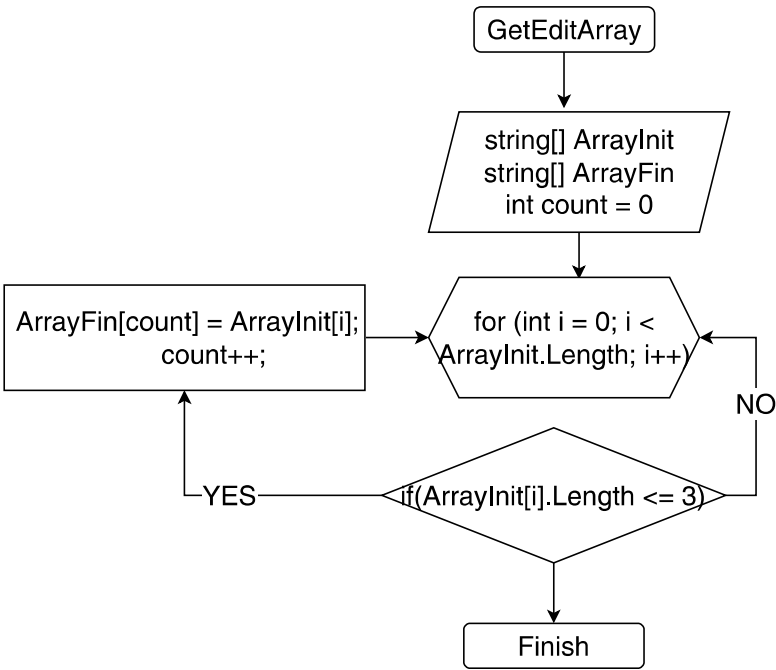 GetEditArray
string[] ArrayInit
string[] ArrayFin
int count = 0
ArrayFin[count] = ArrayInit[i];
count++;
for (int i = 0; i <
ArrayInit.Length; i++)
NO
YES
if(ArrayInit[i].Length <= 3)
Finish